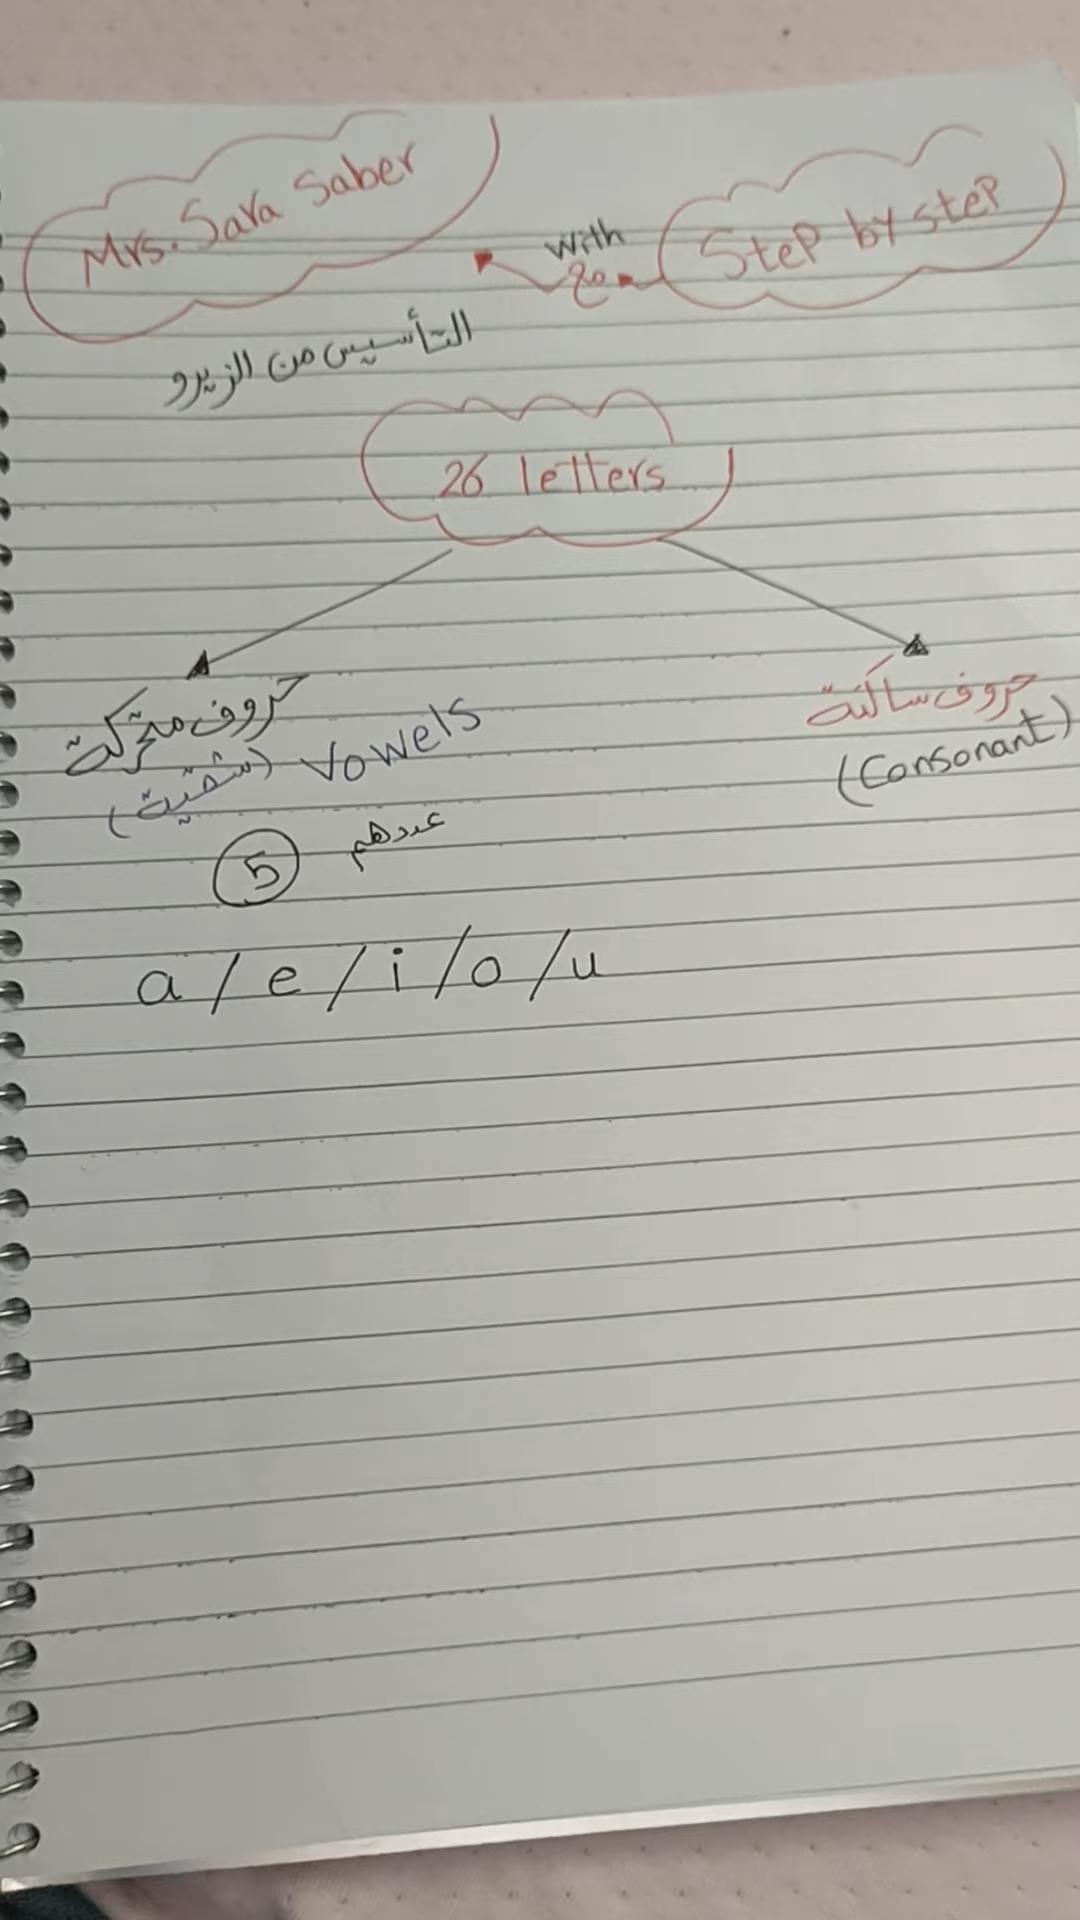 Mrs. Sara Saber
with
مع
Step by step
التأسيس من الزيرو
26 letters
حروف متحركة
(شفية) Vowels
عددهم 5
a / e / i / o / u
حروف ساكنة
(Consonant)